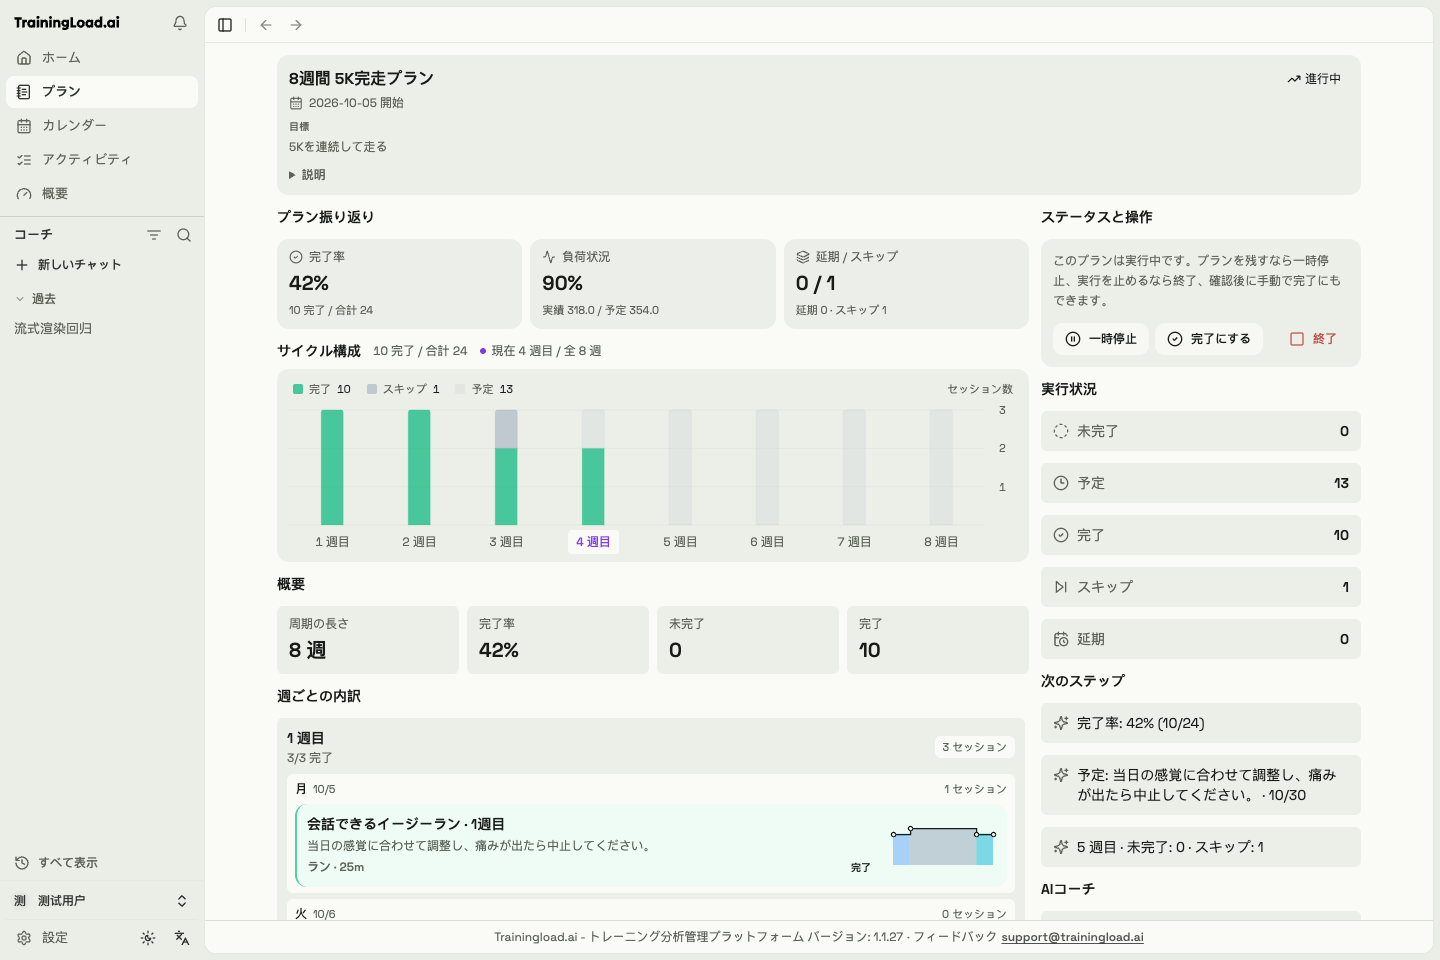 TrainingLoad.ai
ホーム
プラン
カレンダー
アクティビティ
概要
コーチ
新しいチャット
過去
流式渲染回归
すべて表示
測 测试用户
設定
8週間 5K完走プラン
進行中
2026-10-05 開始
目標
5Kを連続して走る
説明
プラン振り返り
完了率
42%
10 完了 / 合計 24
負荷状況
90%
実績 318.0 / 予定 354.0
延期 / スキップ
0 / 1
延期 0 · スキップ 1
サイクル構成 10 完了 / 合計 24 現在 4 週目 / 全 8 週
完了 10 スキップ 1 予定 13 セッション数
3
2
1
1 週目 2 週目 3 週目 4 週目 5 週目 6 週目 7 週目 8 週目
概要
周期の長さ
8 週
完了率
42%
未完了
0
完了
10
週ごとの内訳
1 週目
3/3 完了
3 セッション
月 10/5 1 セッション
会話できるイージーラン · 1週目
当日の感覚に合わせて調整し、痛みが出たら中止してください。
ラン · 25m
完了
火 10/6 0 セッション
ステータスと操作
このプランは実行中です。プランを残すなら一時停
止、実行を止めるなら終了、確認後に手動で完了にも
できます。
一時停止 完了にする 終了
実行状況
未完了 0
予定 13
完了 10
スキップ 1
延期 0
次のステップ
完了率: 42% (10/24)
予定: 当日の感覚に合わせて調整し、痛み
が出たら中止してください。 · 10/30
5 週目 · 未完了: 0 · スキップ: 1
AIコーチ
Trainingload.ai - トレーニング分析管理プラットフォーム バージョン: 1.1.27 · フィードバック support@trainingload.ai